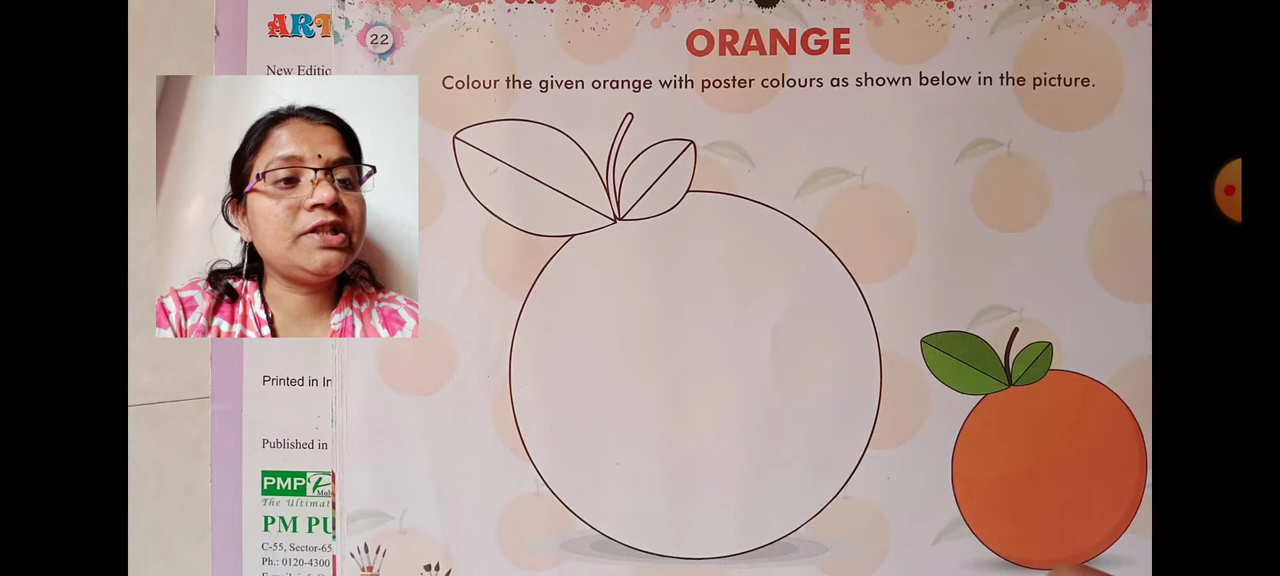 ART
New Editio
22
ORANGE
Colour the given orange with poster colours as shown below in the picture.
Printed in In
Published in
PMP
The Ultimat
PM PU
C-55, Sector-65
Ph.: 0120-4300